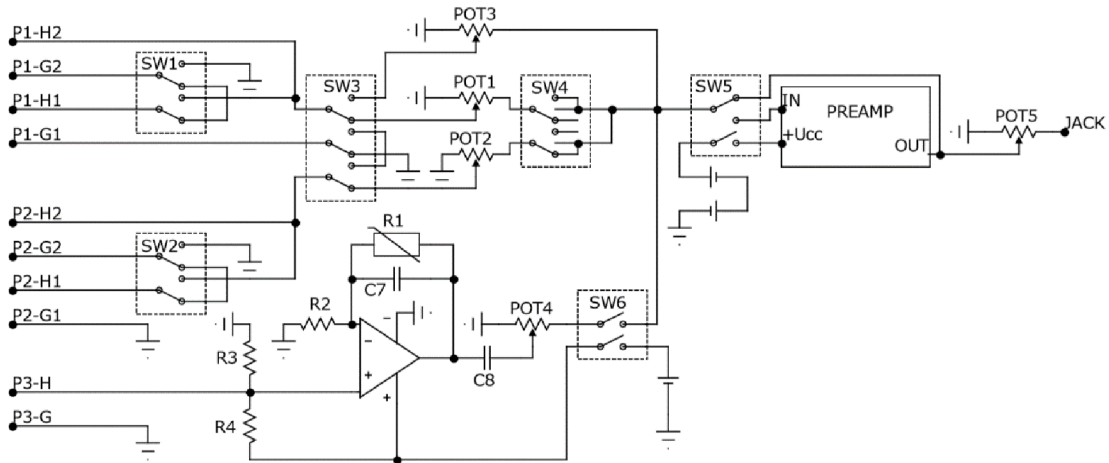 P1-H2
P1-G2
P1-H1
P1-G1
P2-H2
P2-G2
P2-H1
P2-G1
P3-H
P3-G
SW1
SW2
SW3
POT3
POT1
POT2
SW4
SW5
IN
PREAMP
+Ucc
OUT
POT5
JACK
R1
C7
R2
R3
R4
-
-
+
+
C8
POT4
SW6